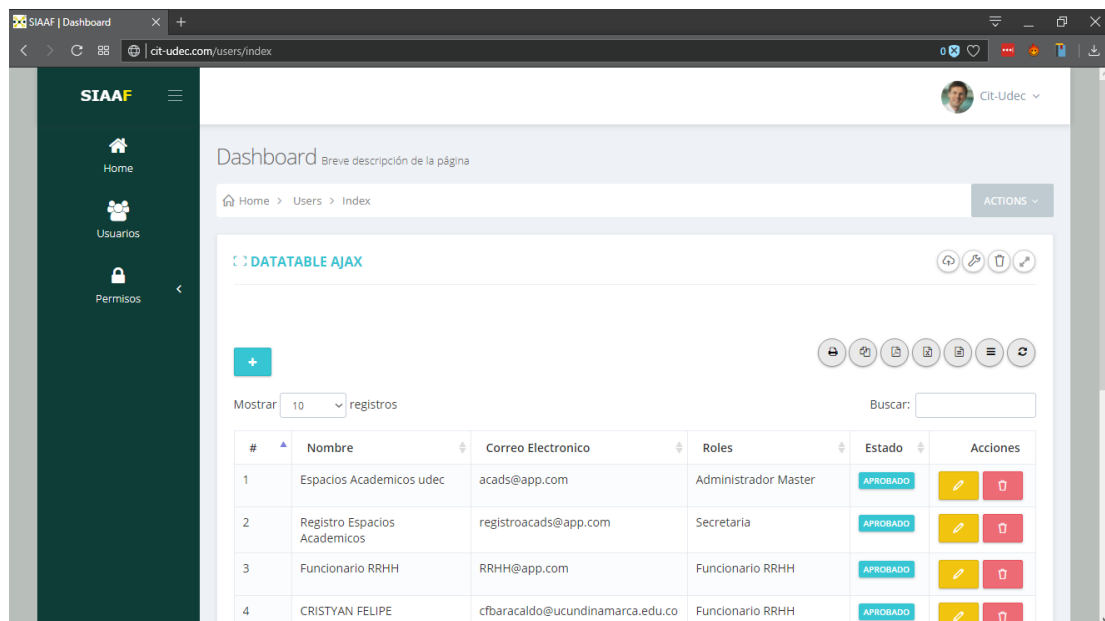 SIAAF | Dashboard
cit-udec.com/users/index
0
SIAAF
Cit-Udec
Home
Dashboard Breve descripción de la página
Home > Users > Index
ACTIONS
Usuarios
DATATABLE AJAX
Permisos
Mostrar 10 registros
Buscar:
# Nombre Correo Electronico Roles Estado Acciones
1 Espacios Academicos udec acads@app.com Administrador Master APROBADO
2 Registro Espacios registroacads@app.com Secretaria APROBADO
Academicos
3 Funcionario RRHH RRHH@app.com Funcionario RRHH APROBADO
4 CRISTYAN FELIPE cfbaracaldo@ucundinamarca.edu.co Funcionario RRHH APROBADO